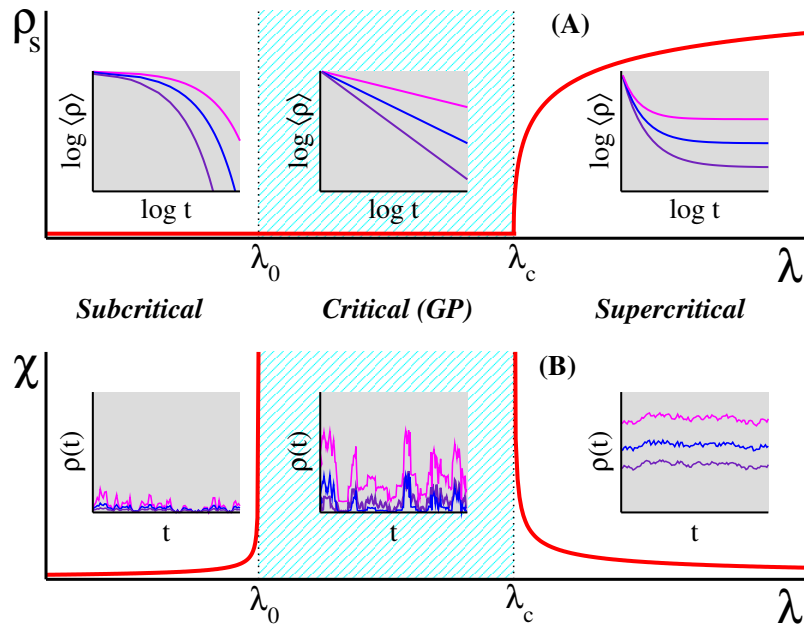 ρs (A)
log ⟨ρ⟩ log ⟨ρ⟩ log ⟨ρ⟩
log t log t log t
λ0 λc λ
Subcritical Critical (GP) Supercritical
χ (B)
ρ(t) ρ(t) ρ(t)
t t t
λ0 λc λ